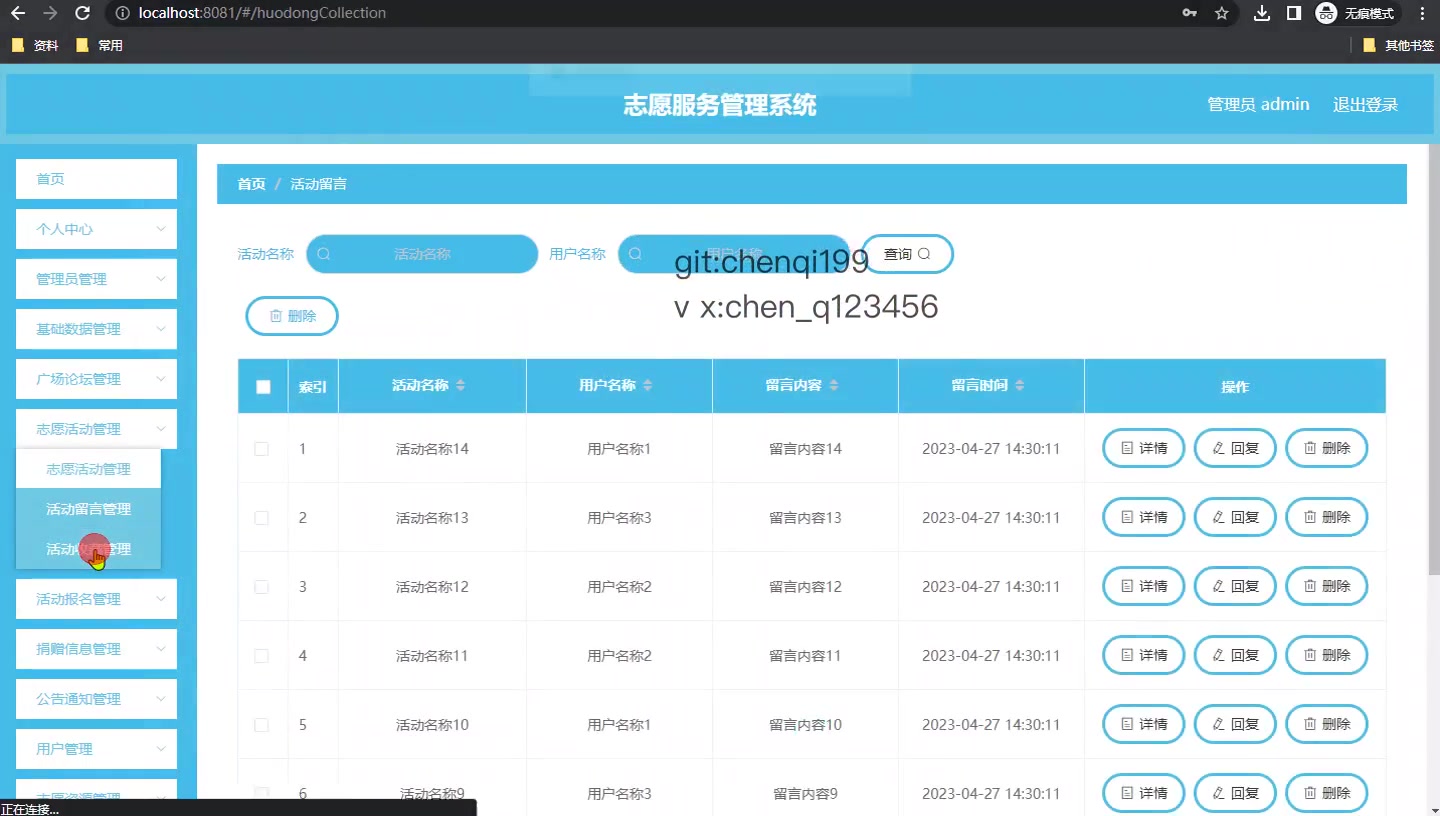 localhost:8081/#/huodongCollection
无痕模式
资料 常用 其他书签
志愿服务管理系统
管理员 admin 退出登录
首页
个人中心
管理员管理
基础数据管理
广场论坛管理
志愿活动管理
志愿活动管理
活动留言管理
活动 管理
活动报名管理
捐赠信息管理
公告通知管理
用户管理
志愿资源管理
正在连接...
首页 / 活动留言
活动名称 活动名称 用户名称 查询
git:chenqi199
v x:chen_q123456
删除
索引 活动名称 用户名称 留言内容 留言时间 操作
1 活动名称14 用户名称1 留言内容14 2023-04-27 14:30:11 详情 回复 删除
2 活动名称13 用户名称3 留言内容13 2023-04-27 14:30:11 详情 回复 删除
3 活动名称12 用户名称2 留言内容12 2023-04-27 14:30:11 详情 回复 删除
4 活动名称11 用户名称2 留言内容11 2023-04-27 14:30:11 详情 回复 删除
5 活动名称10 用户名称1 留言内容10 2023-04-27 14:30:11 详情 回复 删除
6 活动名称9 用户名称3 留言内容9 2023-04-27 14:30:11 详情 回复 删除